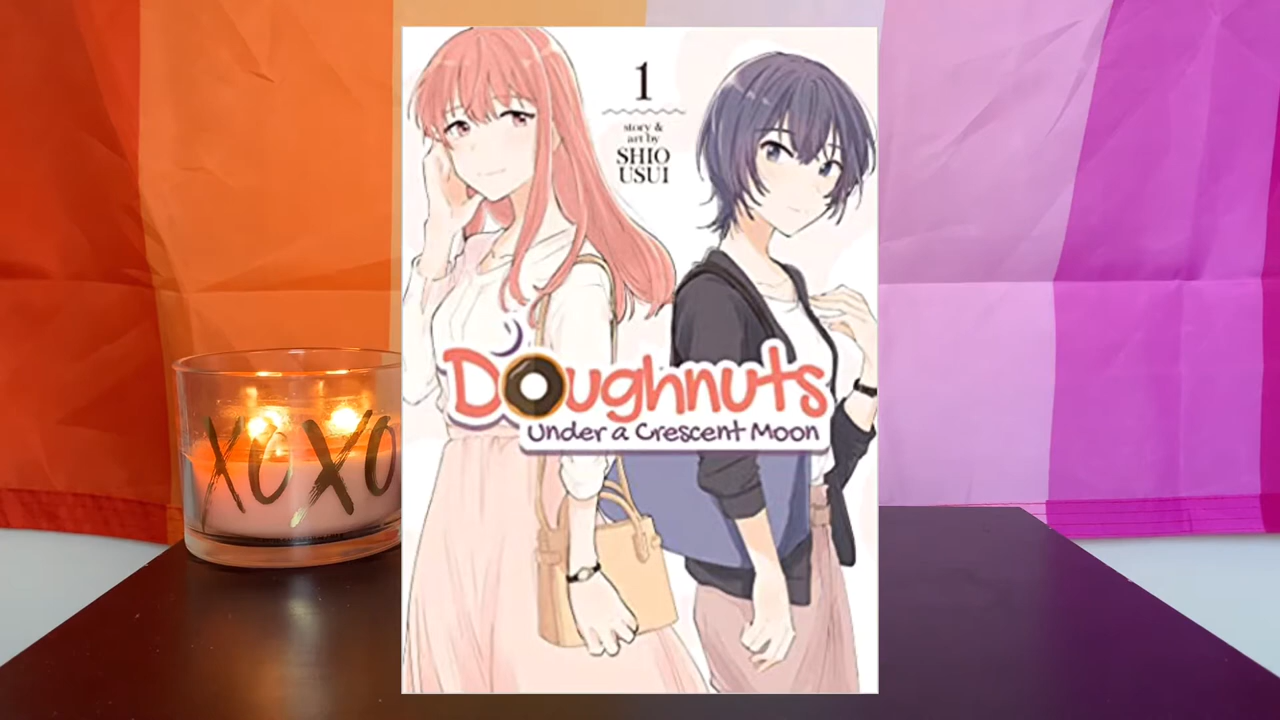 XOXO
1
story &
art by
SHIO
USUI
Doughnuts
Under a Crescent Moon